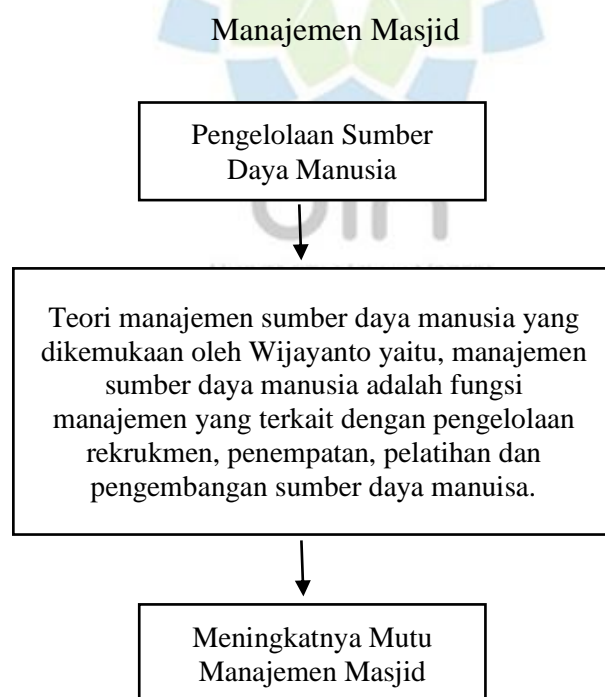 Manajemen Masjid
Pengelolaan Sumber
Daya Manusia
Teori manajemen sumber daya manusia yang
dikemukaan oleh Wijayanto yaitu, manajemen
sumber daya manusia adalah fungsi
manajemen yang terkait dengan pengelolaan
rekrukmen, penempatan, pelatihan dan
pengembangan sumber daya manuisa.
Meningkatnya Mutu
Manajemen Masjid